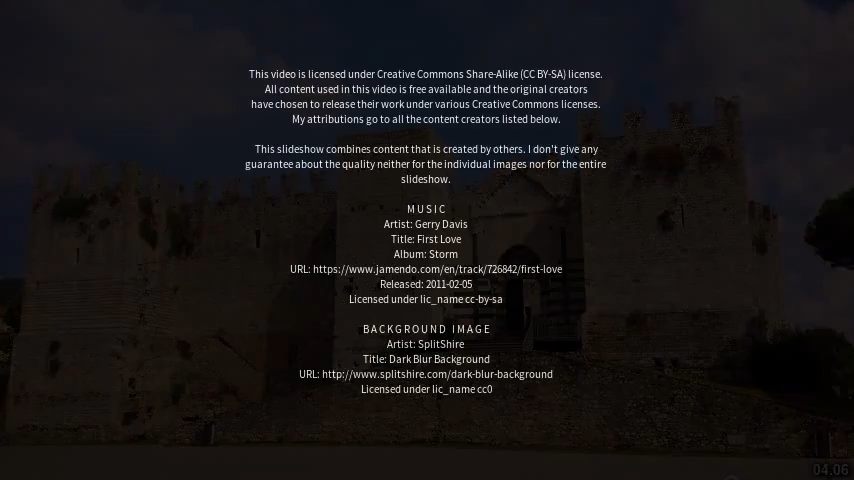 This video is licensed under Creative Commons Share-Alike (CC BY-SA) license.
All content used in this video is free available and the original creators
have chosen to release their work under various Creative Commons licenses.
My attributions go to all the content creators listed below.
This slideshow combines content that is created by others. I don't give any
guarantee about the quality neither for the individual images nor for the entire
slideshow.
MUSIC
Artist: Gerry Davis
Title: First Love
Album: Storm
URL: https://www.jamendo.com/en/track/726842/first-love
Released: 2011-02-05
Licensed under lic_name cc-by-sa
BACKGROUND IMAGE
Artist: SplitShire
Title: Dark Blur Background
URL: http://www.splitshire.com/dark-blur-background
Licensed under lic_name cc0
04.06